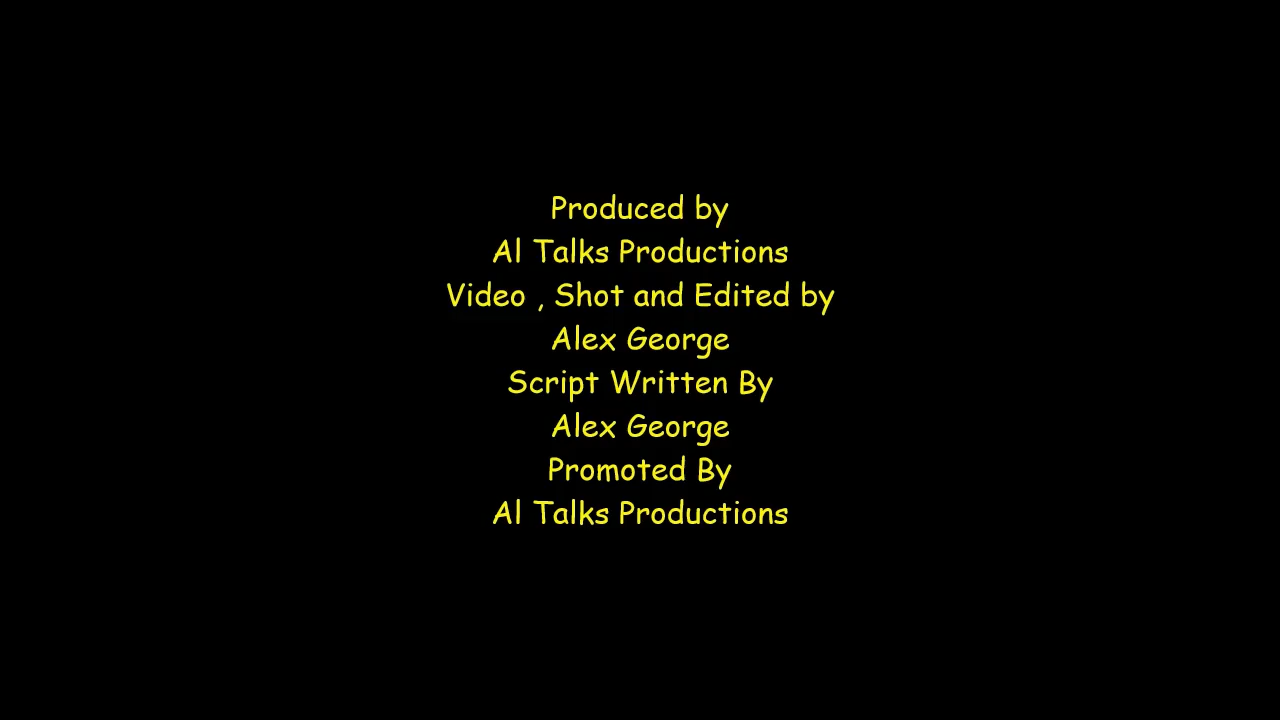 Produced by
Al Talks Productions
Video , Shot and Edited by
Alex George
Script Written By
Alex George
Promoted By
Al Talks Productions